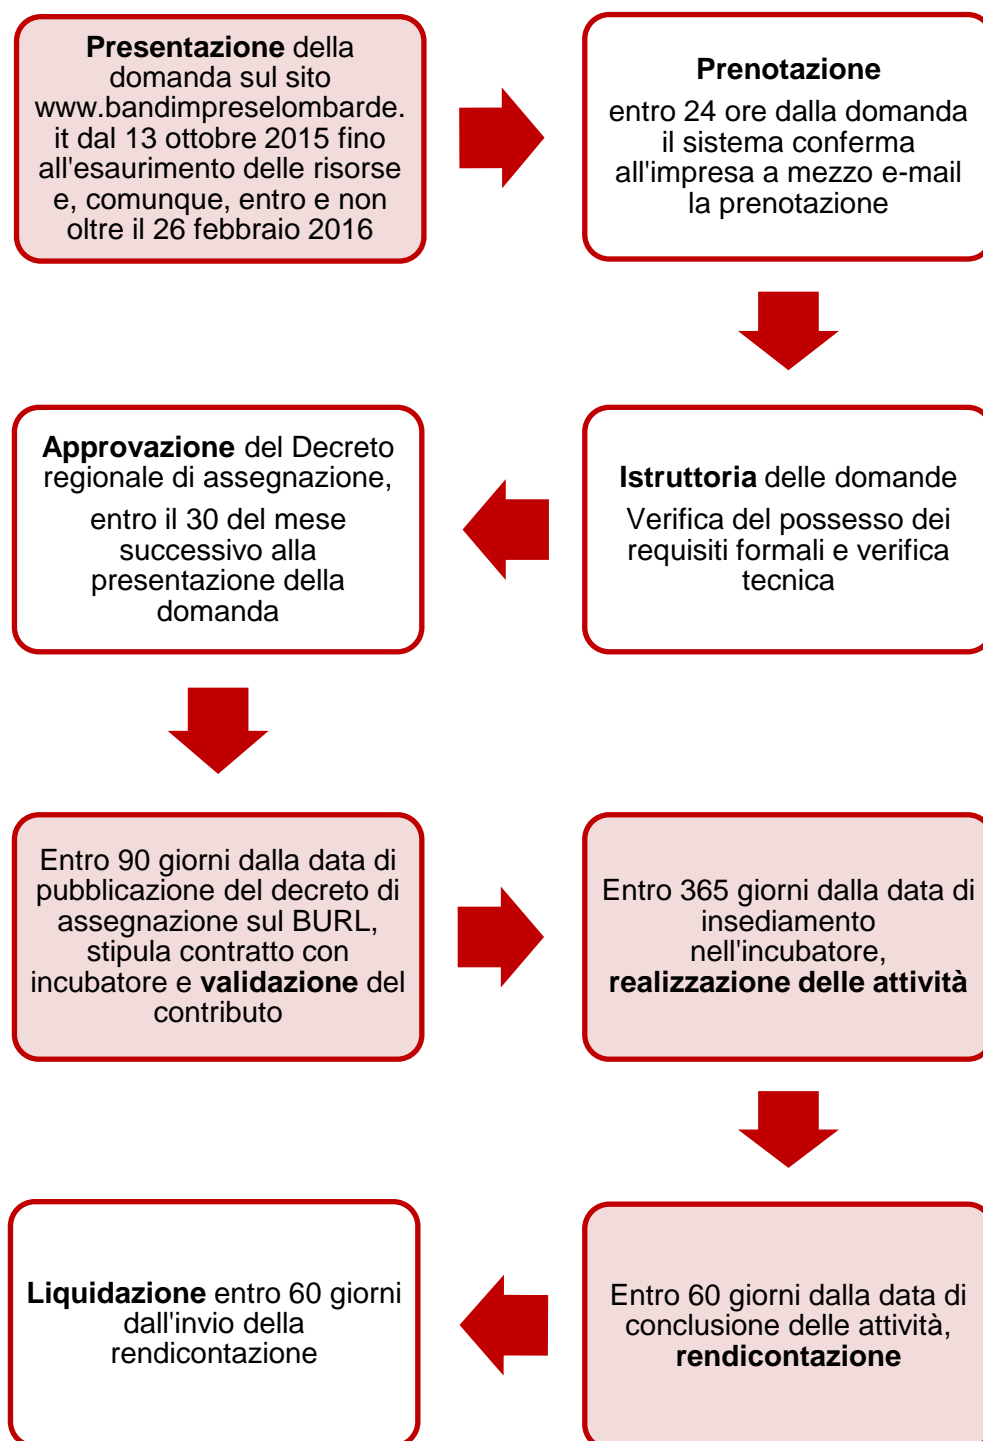 Presentazione della
domanda sul sito
www.bandimpreselombarde.
it dal 13 ottobre 2015 fino
all'esaurimento delle risorse
e, comunque, entro e non
oltre il 26 febbraio 2016
Prenotazione
entro 24 ore dalla domanda
il sistema conferma
all'impresa a mezzo e-mail
la prenotazione
Istruttoria delle domande
Verifica del possesso dei
requisiti formali e verifica
tecnica
Approvazione del Decreto
regionale di assegnazione,
entro il 30 del mese
successivo alla
presentazione della
domanda
Entro 90 giorni dalla data di
pubblicazione del decreto di
assegnazione sul BURL,
stipula contratto con
incubatore e validazione del
contributo
Entro 365 giorni dalla data di
insediamento
nell'incubatore,
realizzazione delle attività
Entro 60 giorni dalla data di
conclusione delle attività,
rendicontazione
Liquidazione entro 60 giorni
dall'invio della
rendicontazione